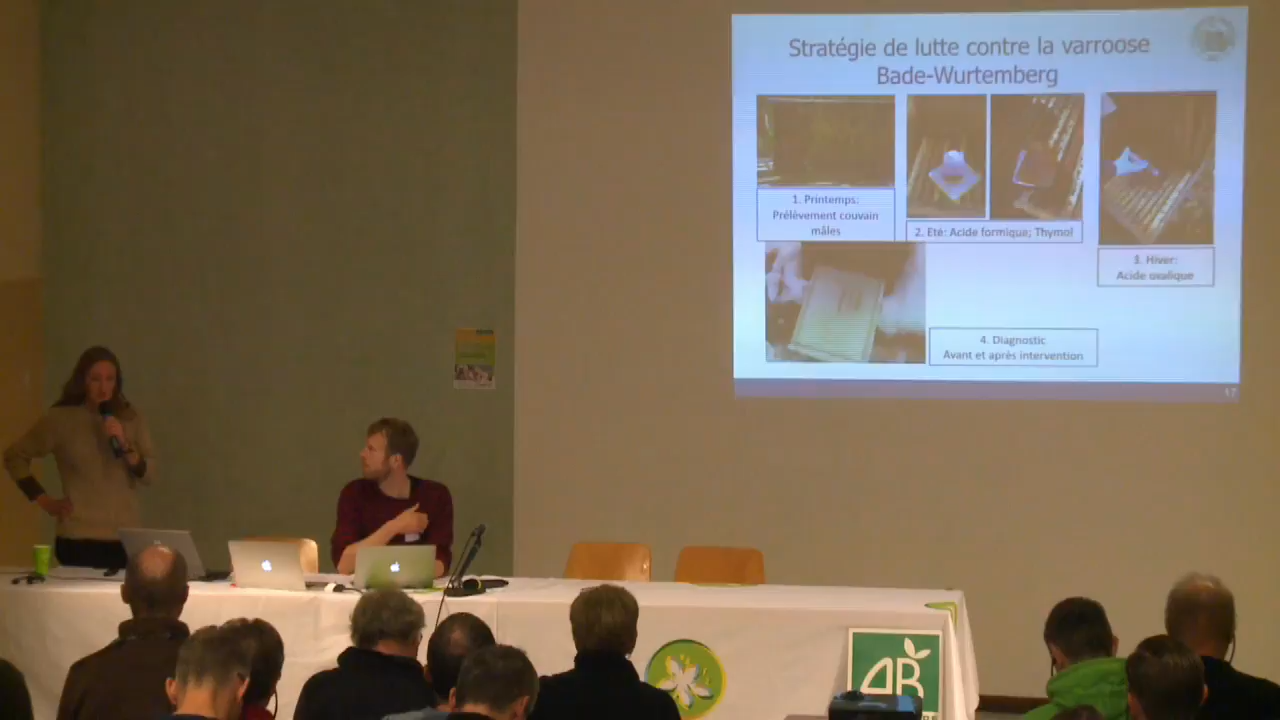 Stratégie de lutte contre la varroose
Bade-Wurtemberg
1. Printemps:
Prélèvement couvain
mâles
2. Eté: Acide formique; Thymol
3. Hiver:
Acide oxalique
4. Diagnostic
Avant et après intervention
17
AB